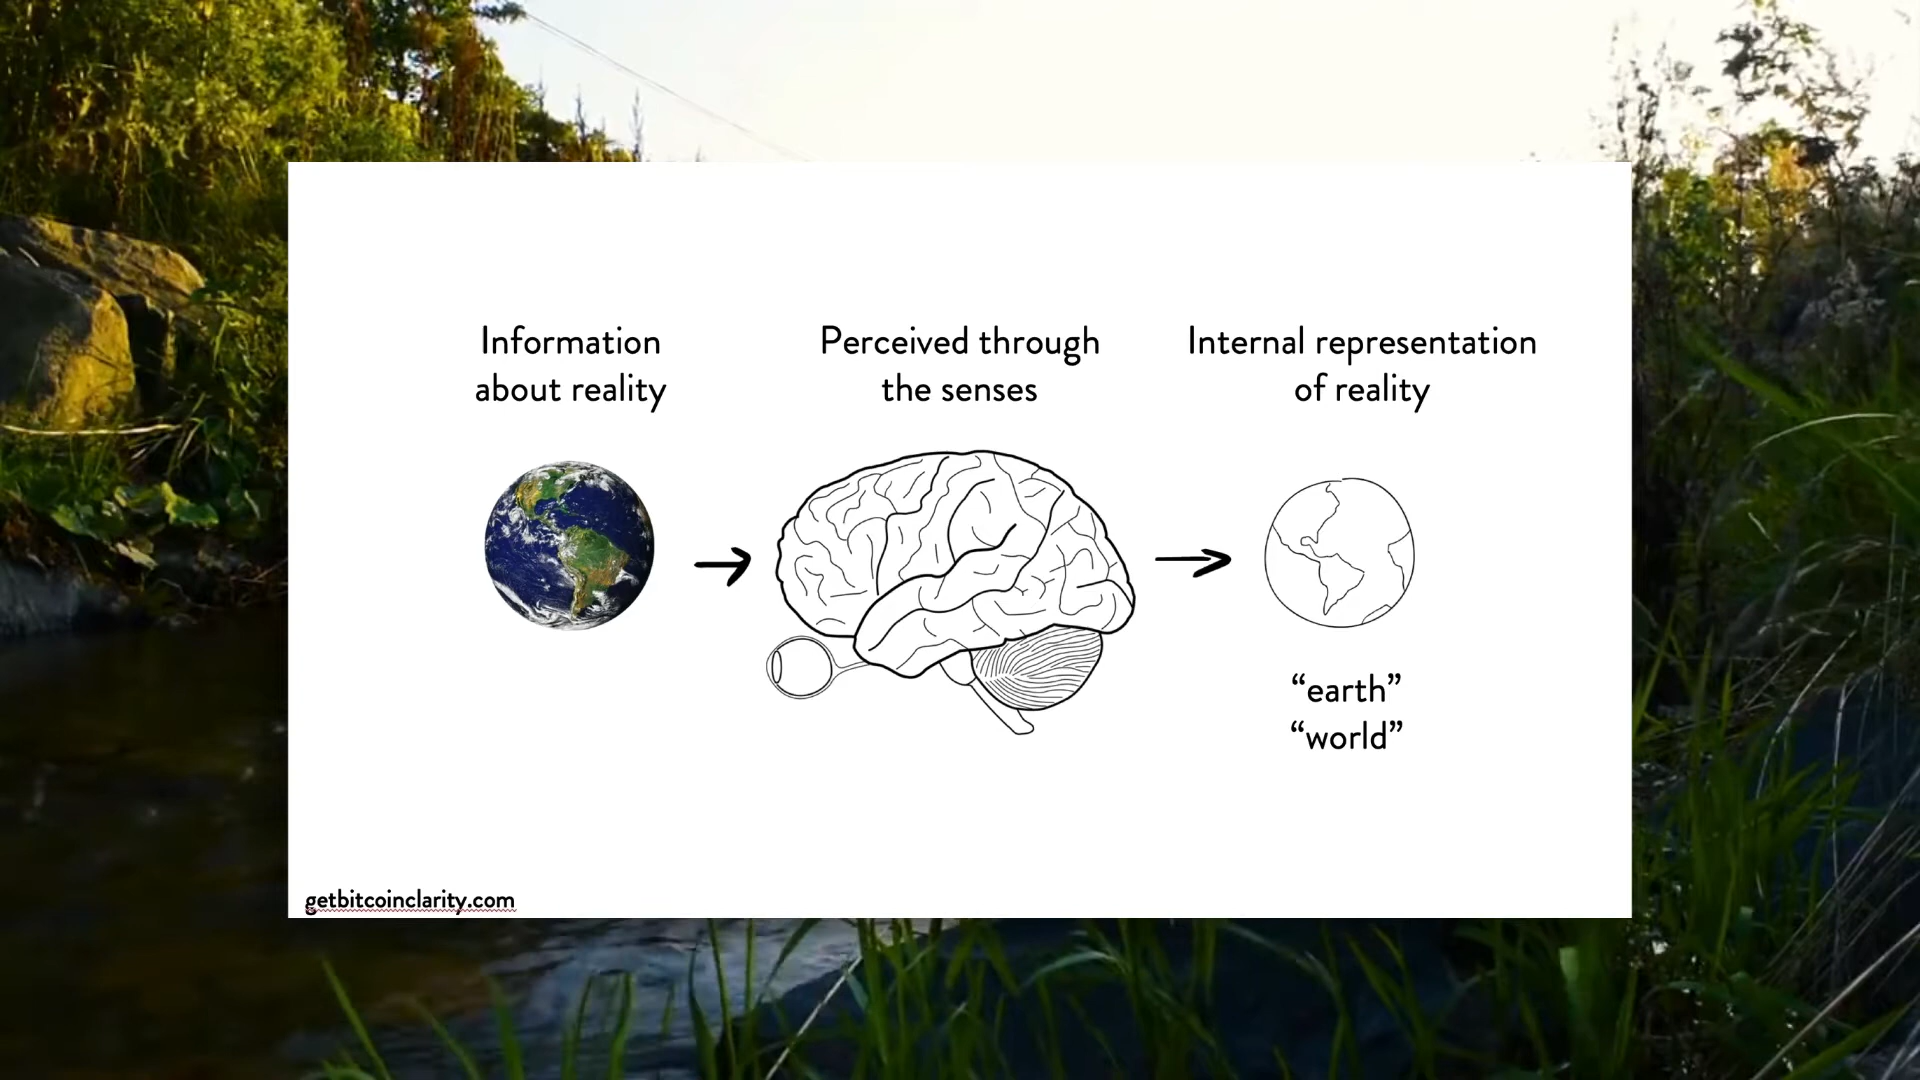 Information
about reality
Perceived through
the senses
Internal representation
of reality
“earth”
“world”
getbitcoinclarity.com